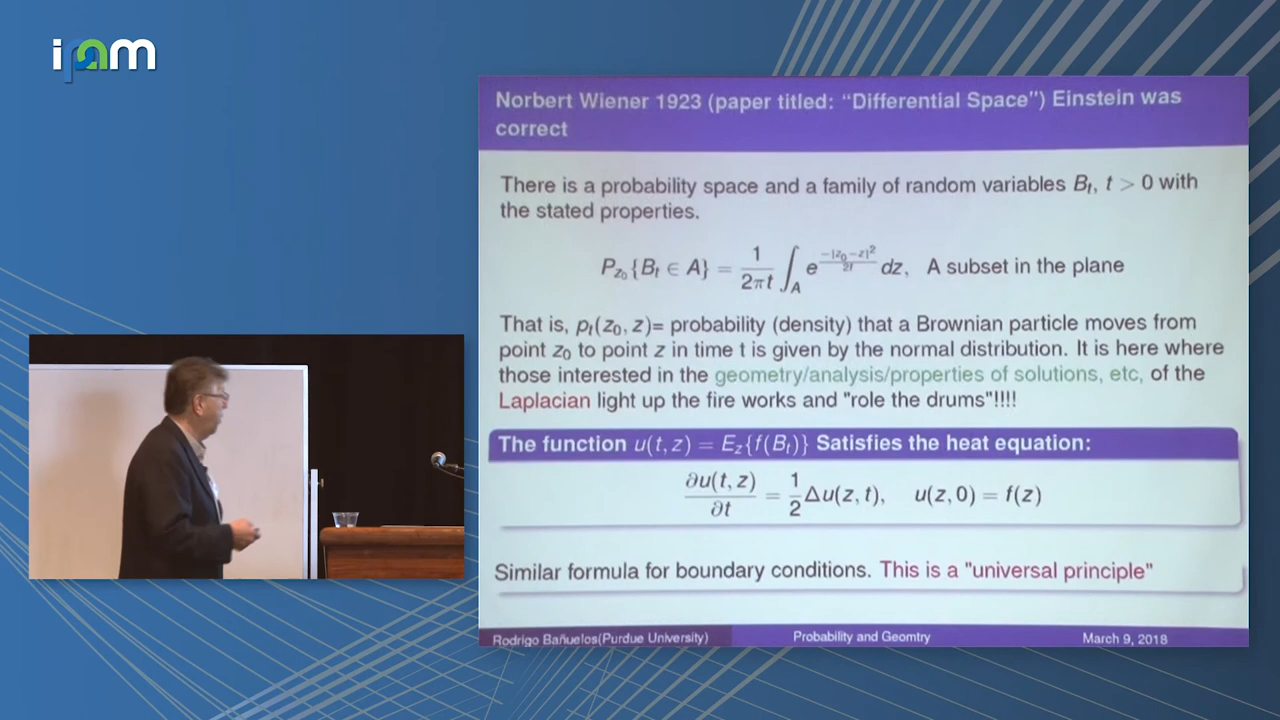 ipam
Norbert Wiener 1923 (paper titled: “Differential Space”) Einstein was
correct
There is a probability space and a family of random variables B_t, t > 0 with
the stated properties.
P_{z_0}{B_t ∈ A} = \frac{1}{2πt} ∫_A e^{\frac{-|z_0-z|^2}{2t}} dz, A subset in the plane
That is, p_t(z_0, z)= probability (density) that a Brownian particle moves from
point z_0 to point z in time t is given by the normal distribution. It is here where
those interested in the geometry/analysis/properties of solutions, etc, of the
Laplacian light up the fire works and "role the drums"!!!!
The function u(t, z) = E_z{f(B_t)} Satisfies the heat equation:
\frac{∂u(t, z)}{∂t} = \frac{1}{2}Δu(z, t), u(z, 0) = f(z)
Similar formula for boundary conditions. This is a "universal principle"
Rodrigo Bañuelos(Purdue University) Probability and Geomtry March 9, 2018